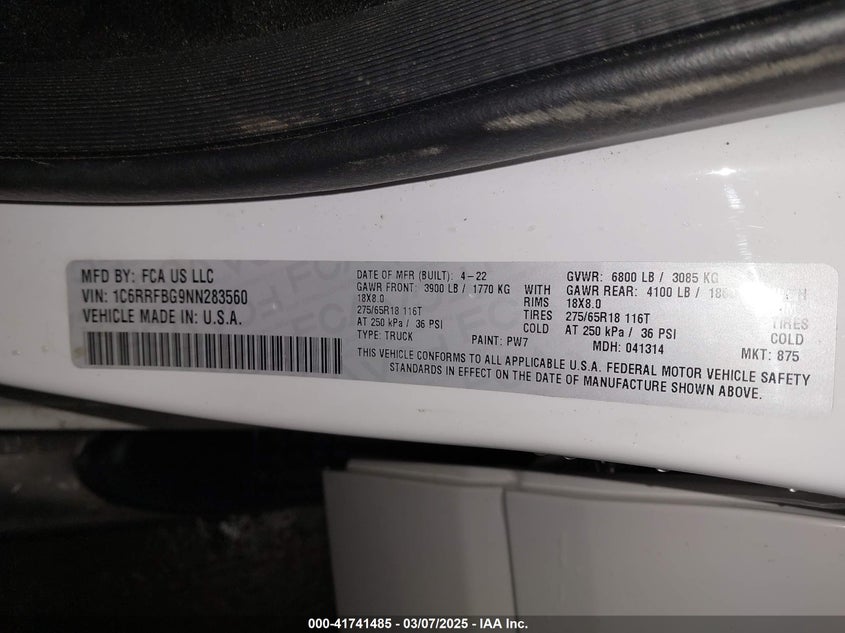 MFD BY: FCA US LLC
VIN: 1C6RRFBG9NN283560
VEHICLE MADE IN: U.S.A.
DATE OF MFR (BUILT): 4-22
GAWR FRONT: 3900 LB / 1770 KG WITH
18X8.0 RIMS
275/65R18 116T TIRES
AT 250 kPa / 36 PSI COLD
TYPE: TRUCK PAINT: PW7
GVWR: 6800 LB / 3085 KG
GAWR REAR: 4100 LB / H
18X8.0
275/65R18 116T TIRES
AT 250 kPa / 36 PSI COLD
MDH: 041314 MKT: 875
THIS VEHICLE CONFORMS TO ALL APPLICABLE U.S.A. FEDERAL MOTOR VEHICLE SAFETY
STANDARDS IN EFFECT ON THE DATE OF MANUFACTURE SHOWN ABOVE.
000-41741485 — 03/07/2025 — IAA Inc.